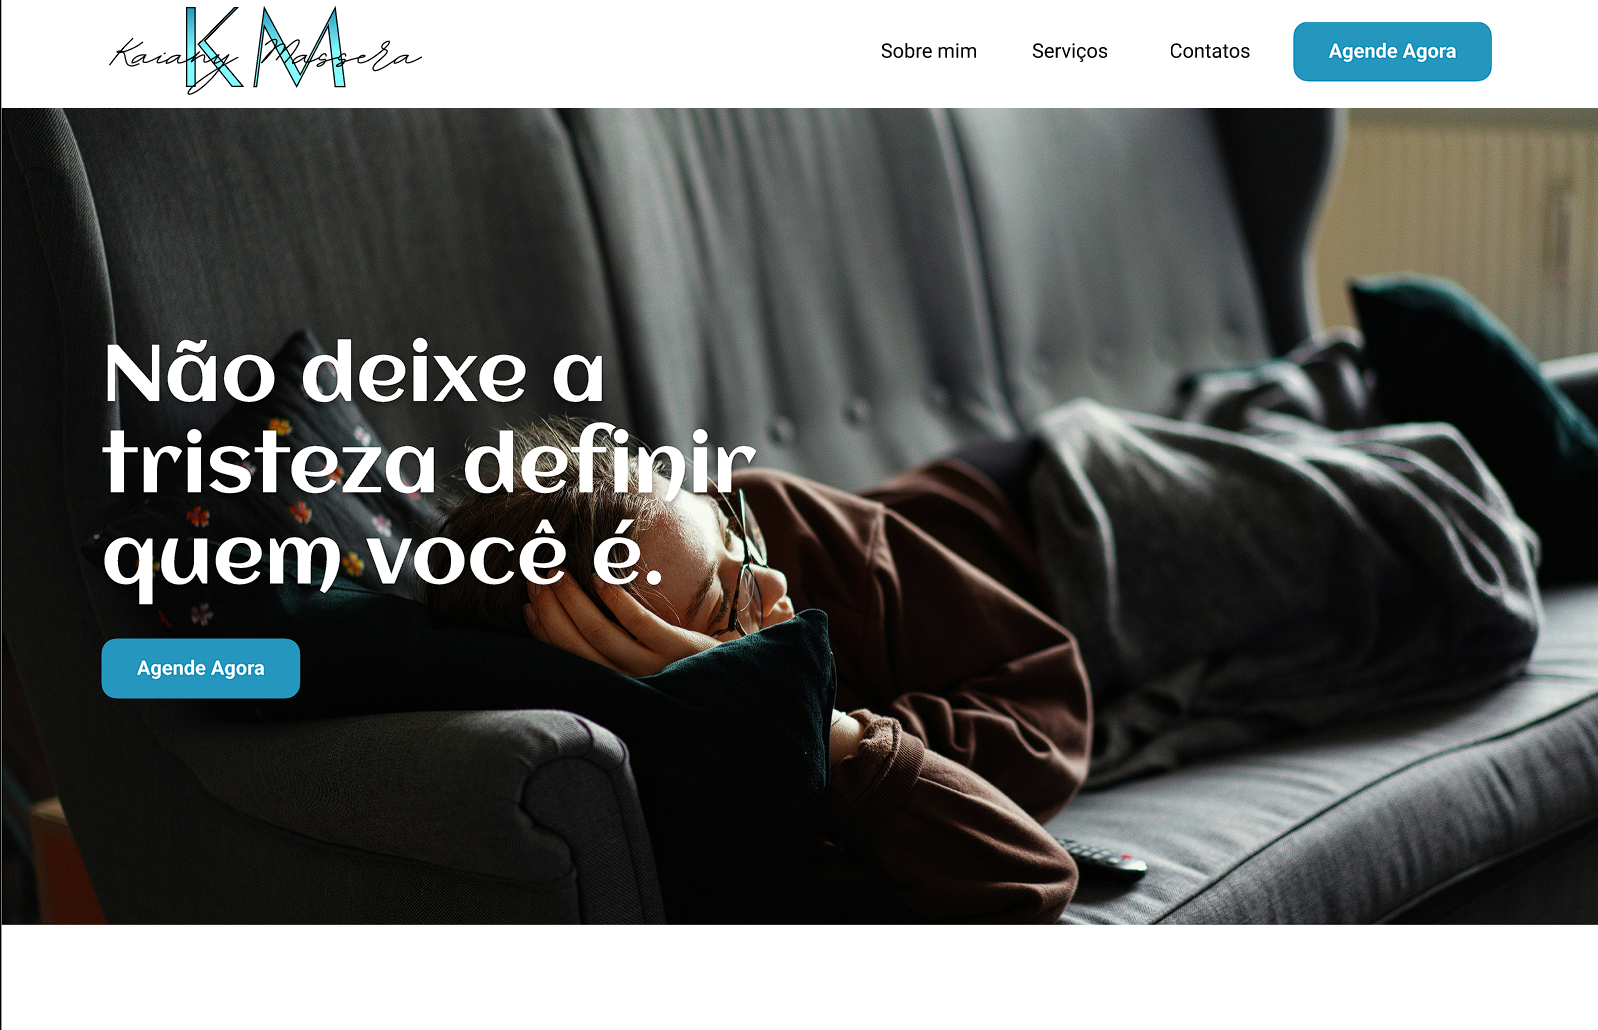 KM
Kaiany Massera
Sobre mim
Serviços
Contatos
Agende Agora
Não deixe a
tristeza definir
quem você é.
Agende Agora